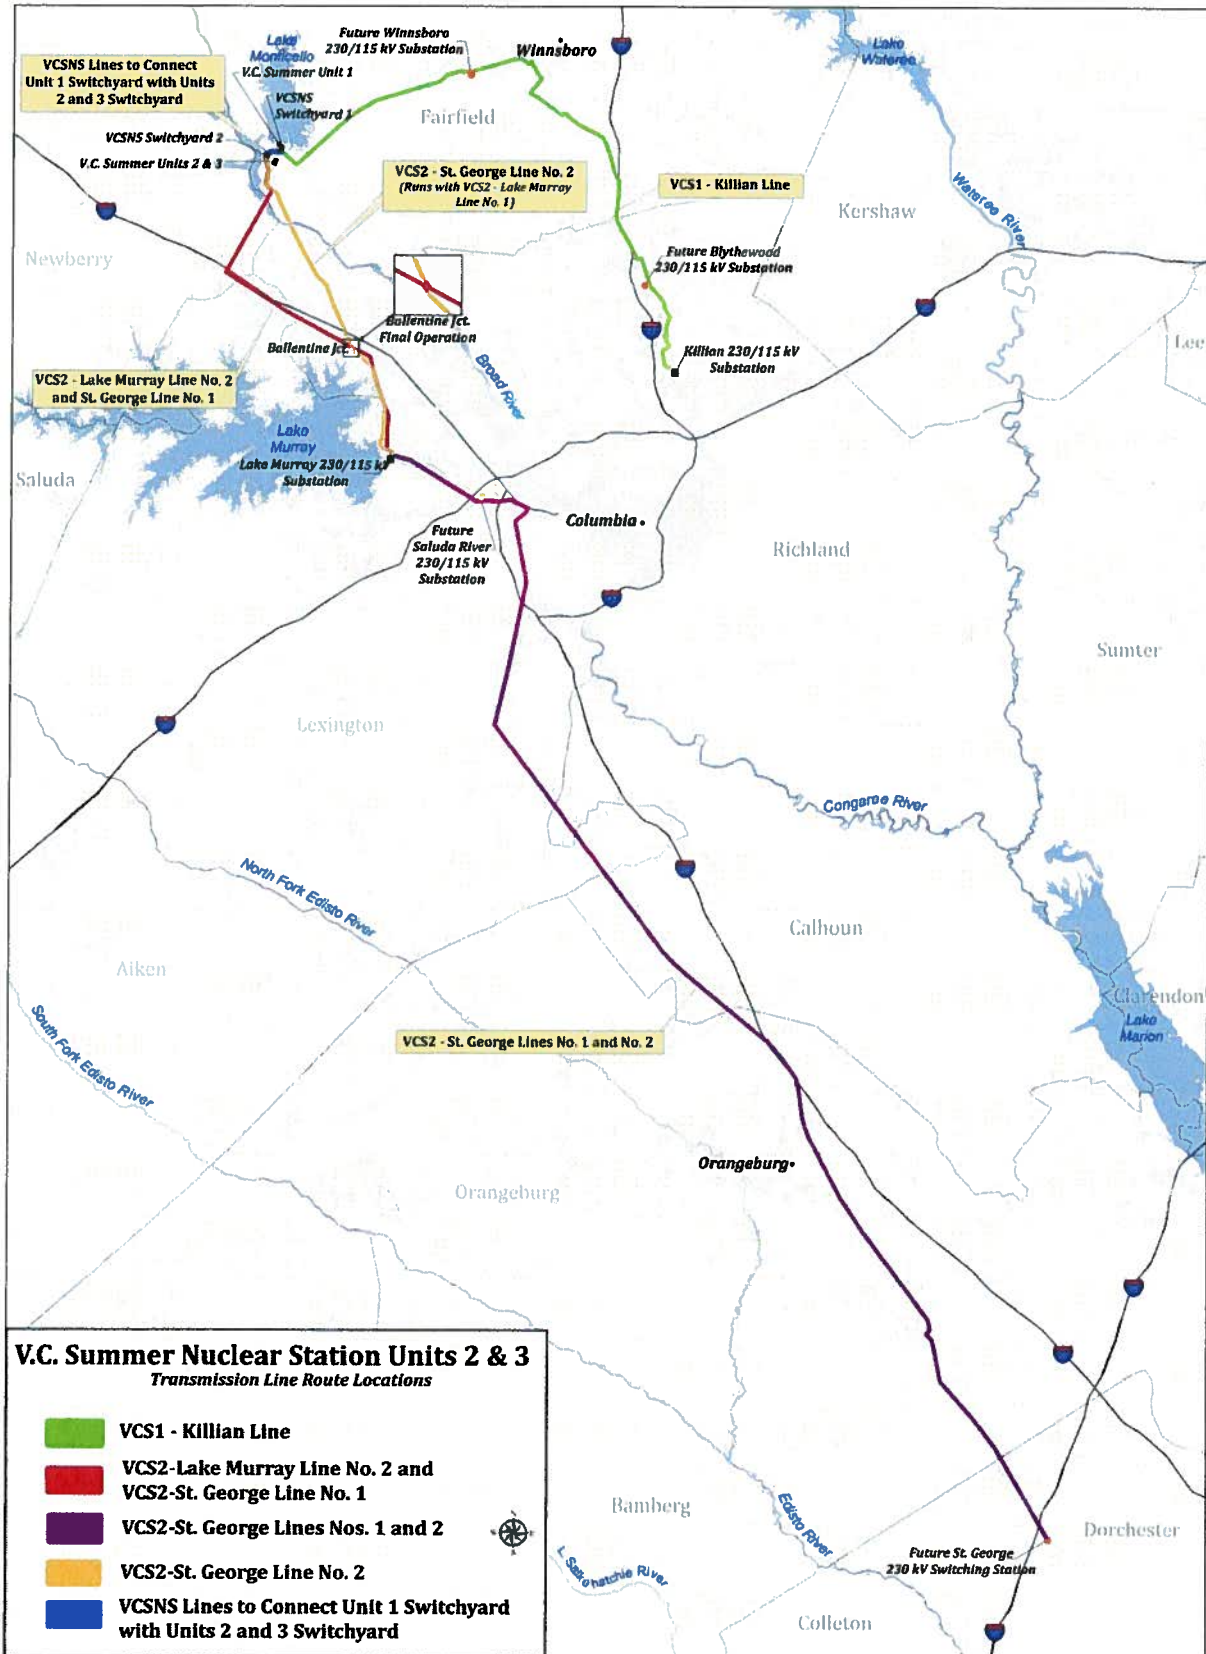 Lake
Monticello
V.C. Summer Unit 1
Future Winnsboro
230/115 kV Substation
Winnsboro
Lake
Wateree
VCSNS Lines to Connect
Unit 1 Switchyard with Units
2 and 3 Switchyard
VCSNS
Switchyard 1
Fairfield
VCSNS Switchyard 2
V.C. Summer Units 2 & 3
VCS2 - St. George Line No. 2
(Runs with VCS2 - Lake Murray
Line No. 1)
VCS1 - Killian Line
Wateree River
Kershaw
Newberry
Future Blythewood
230/115 kV Substation
Ballentine Jct.
Final Operation
Ballentine Jct.
Killian 230/115 kV
Substation
Lee
Broad River
VCS2 - Lake Murray Line No. 2
and St. George Line No. 1
Lake
Murray
Lake Murray 230/115 kV
Substation
Saluda
Columbia
Future
Saluda River
230/115 kV
Substation
Richland
Sumter
Lexington
Congaree River
North Fork Edisto River
Calhoun
Aiken
Clarendon
Lake
Marion
South Fork Edisto River
VCS2 - St. George Lines No. 1 and No. 2
Orangeburg
Orangeburg
V.C. Summer Nuclear Station Units 2 & 3
Transmission Line Route Locations
VCS1 - Killian Line
VCS2-Lake Murray Line No. 2 and
VCS2-St. George Line No. 1
VCS2-St. George Lines Nos. 1 and 2
VCS2-St. George Line No. 2
VCSNS Lines to Connect Unit 1 Switchyard
with Units 2 and 3 Switchyard
Bamberg
Edisto River
Dorchester
Future St. George
230 kV Switching Station
L. Salkehatchie River
Colleton